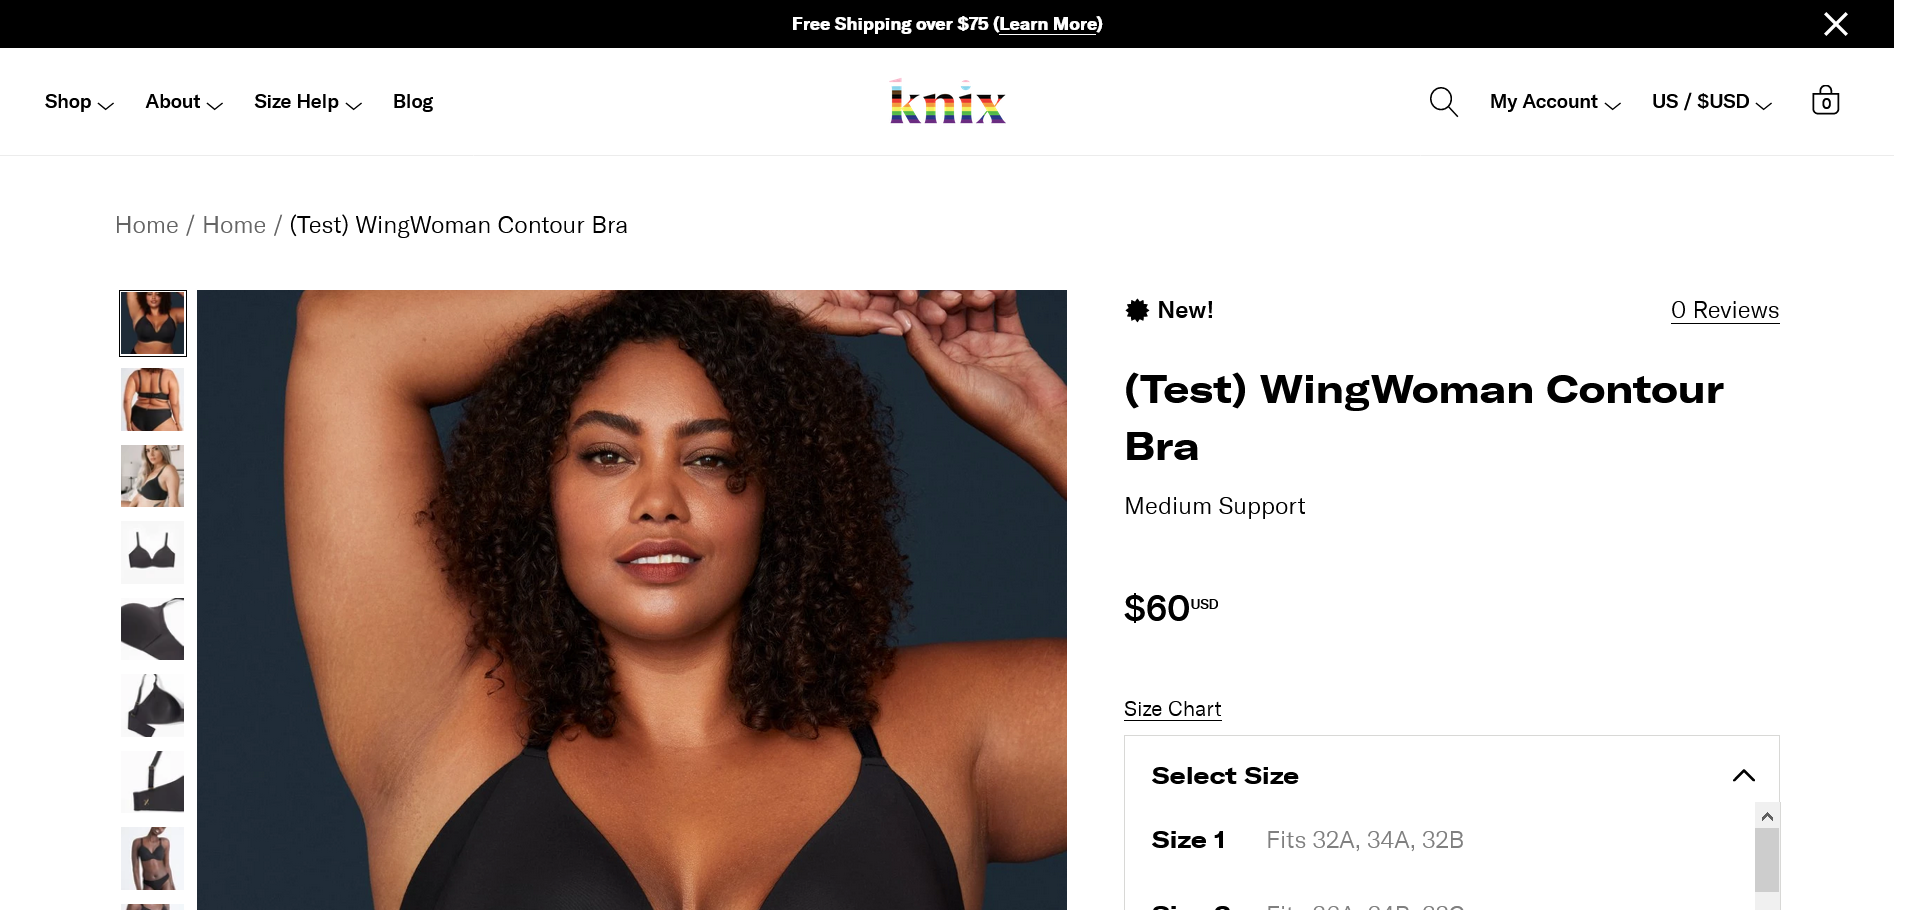 Free Shipping over $75 (Learn More)
Shop About Size Help Blog
knix
My Account US / $USD 0
Home / Home / (Test) WingWoman Contour Bra
New!
0 Reviews
(Test) WingWoman Contour
Bra
Medium Support
$60 USD
Size Chart
Select Size
Size 1 Fits 32A, 34A, 32B